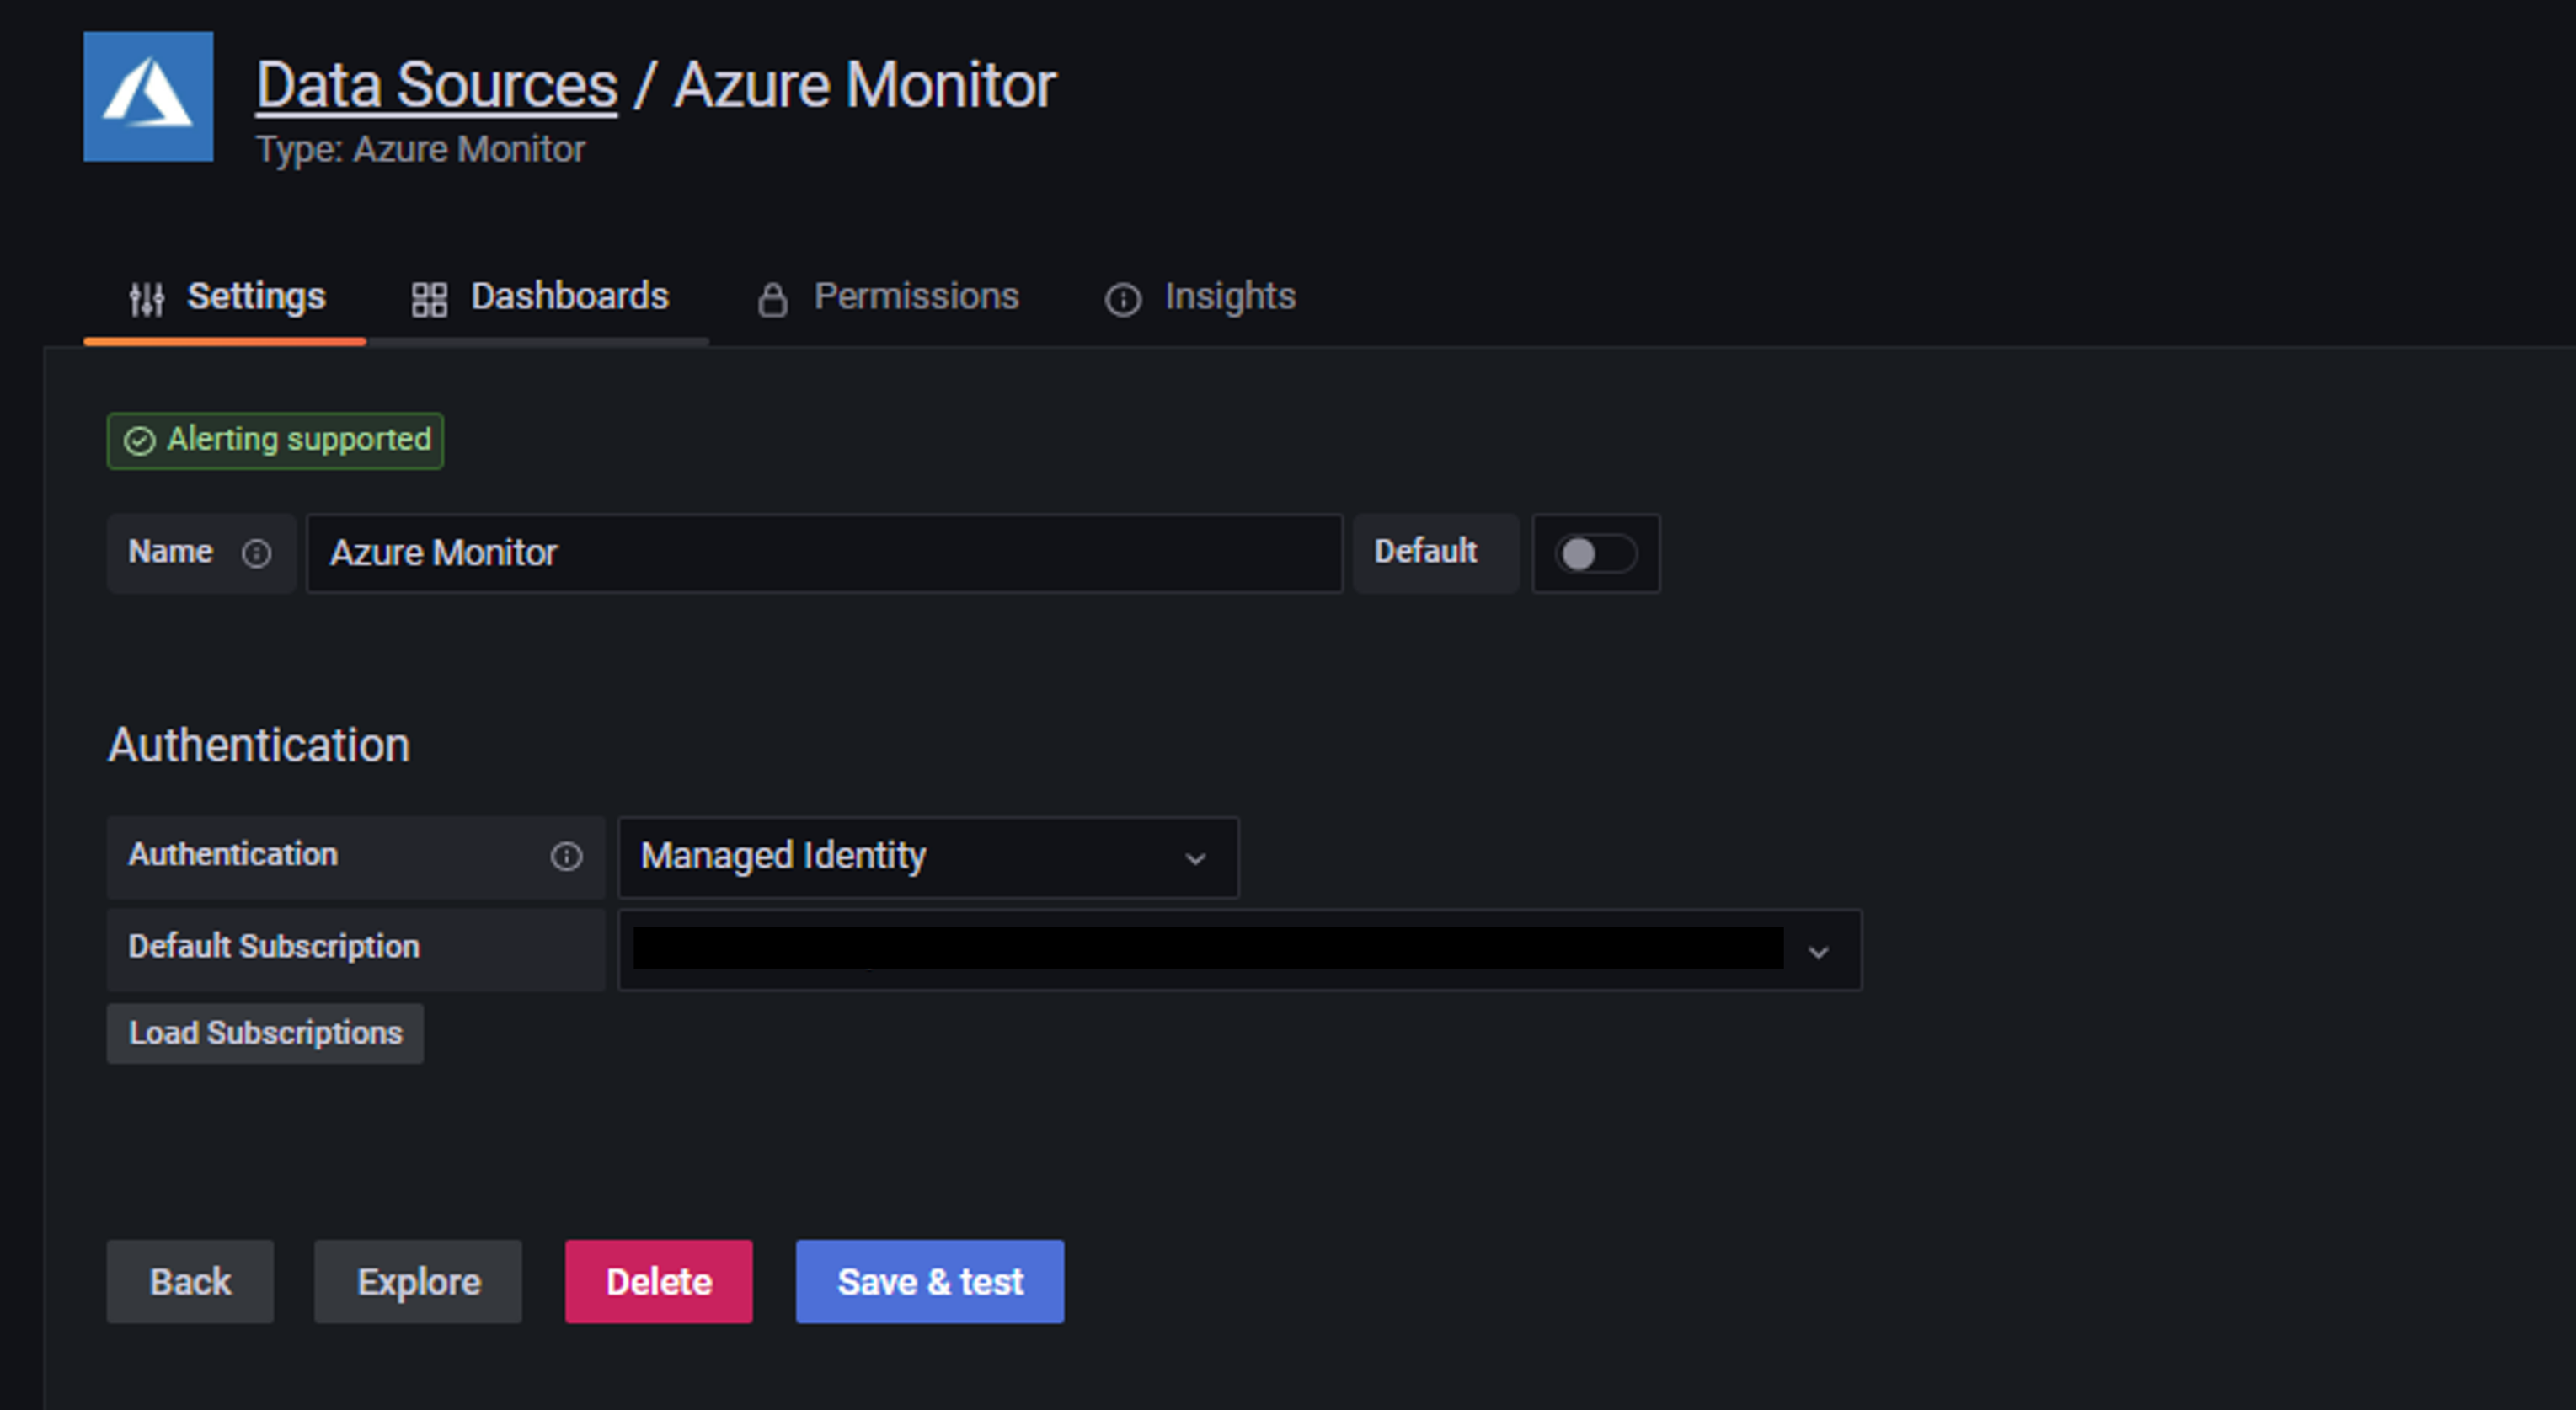 Data Sources / Azure Monitor
Type: Azure Monitor
Settings Dashboards Permissions Insights
Alerting supported
Name Azure Monitor Default
Authentication
Authentication Managed Identity
Default Subscription
Load Subscriptions
Back Explore Delete Save & test